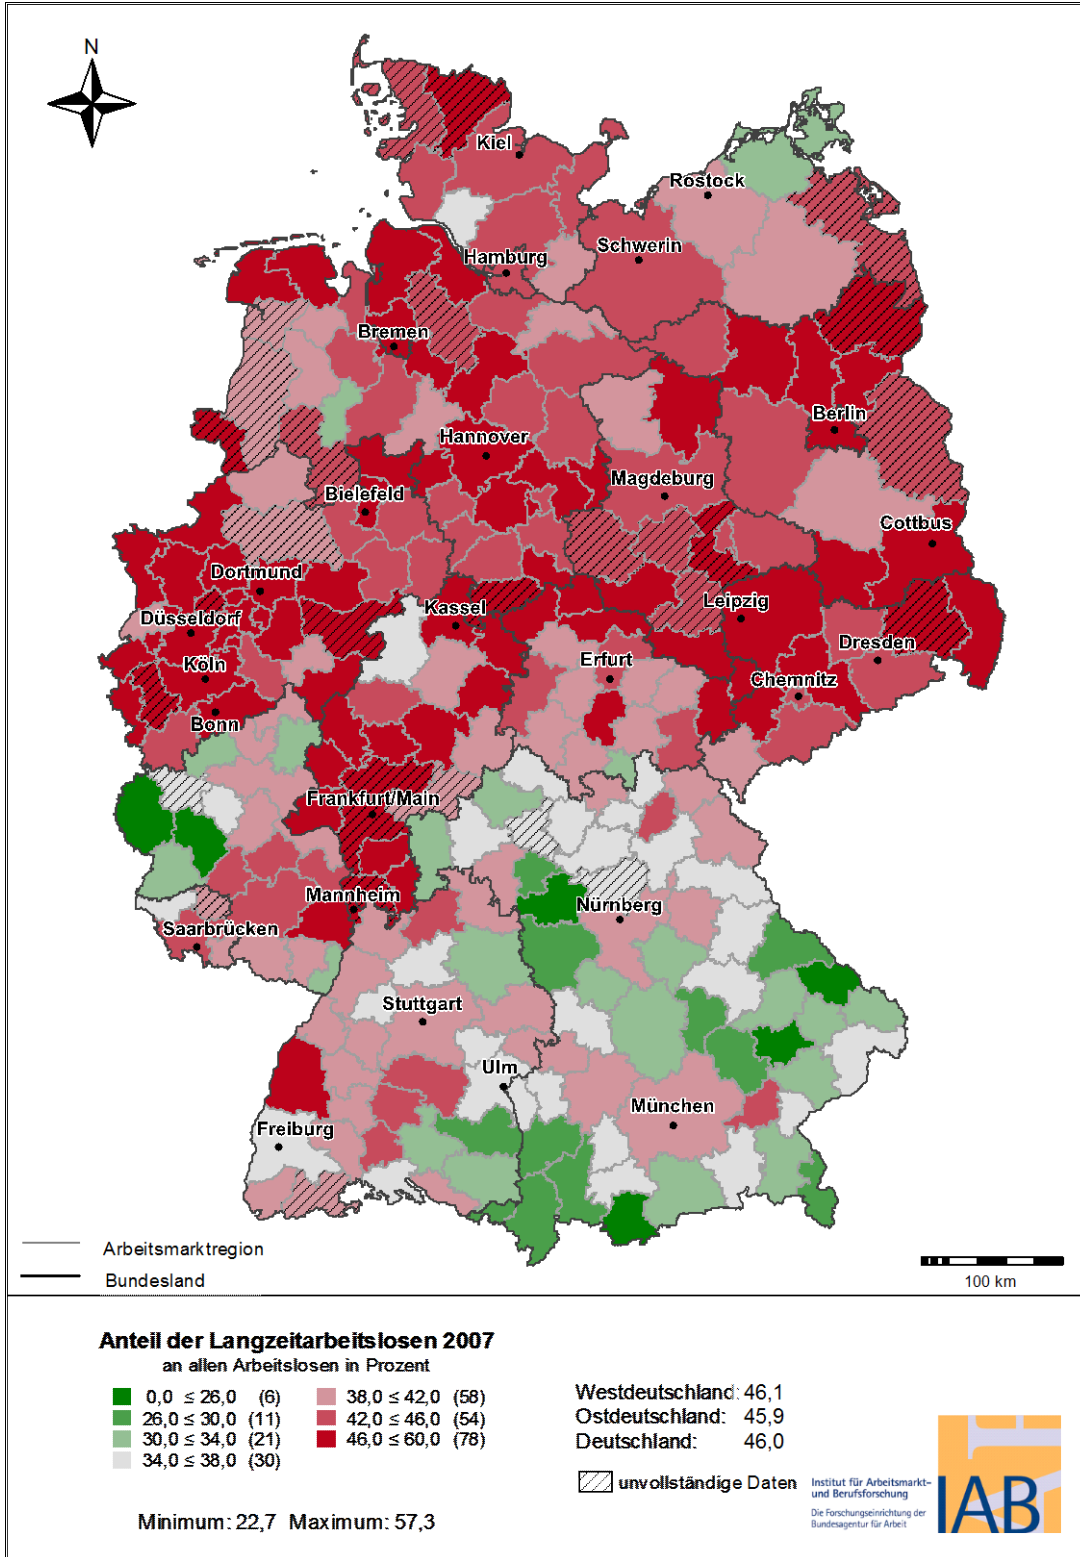 N
Kiel
Rostock
Schwerin
Hamburg
Bremen
Berlin
Hannover
Magdeburg
Bielefeld
Cottbus
Dortmund
Leipzig
Kassel
Düsseldorf
Dresden
Köln
Erfurt
Chemnitz
Bonn
Frankfurt/Main
Mannheim
Nürnberg
Saarbrücken
Stuttgart
Ulm
München
Freiburg
Arbeitsmarktregion
Bundesland
100 km
Anteil der Langzeitarbeitslosen 2007
an allen Arbeitslosen in Prozent
0,0 ≤ 26,0 (6)
26,0 ≤ 30,0 (11)
30,0 ≤ 34,0 (21)
34,0 ≤ 38,0 (30)
38,0 ≤ 42,0 (58)
42,0 ≤ 46,0 (54)
46,0 ≤ 60,0 (78)
Minimum: 22,7 Maximum: 57,3
Westdeutschland: 46,1
Ostdeutschland: 45,9
Deutschland: 46,0
unvollständige Daten
Institut für Arbeitsmarkt-
und Berufsforschung
Die Forschungseinrichtung der
Bundesagentur für Arbeit
IAB